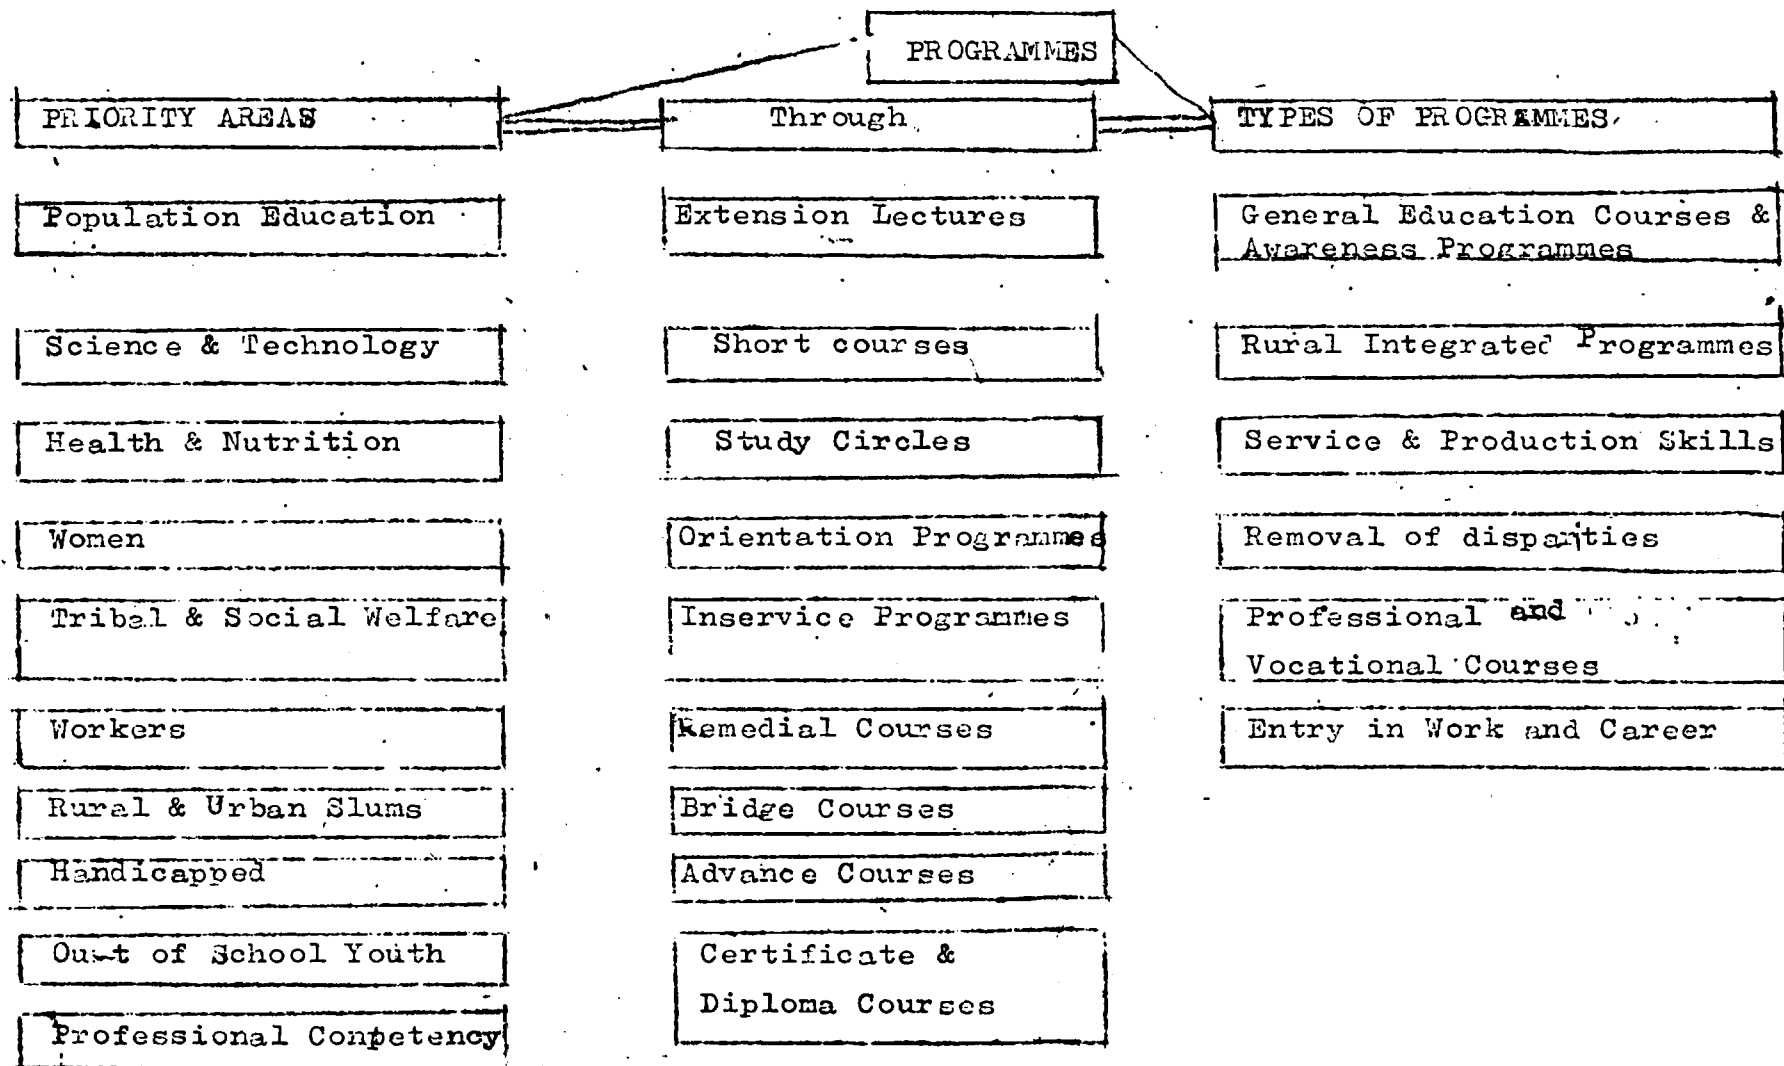 PROGRAMMES
PRIORITY AREAS
Through
TYPES OF PROGRAMMES
Population Education
Extension Lectures
General Education Courses &
Awareness Programmes
Science & Technology
Short courses
Rural Integrated Programmes
Health & Nutrition
Study Circles
Service & Production Skills
Women
Orientation Programmes
Removal of disparities
Tribal & Social Welfare
Inservice Programmes
Professional and
Vocational Courses
Workers
Remedial Courses
Entry in Work and Career
Rural & Urban Slums
Bridge Courses
Handicapped
Advance Courses
Out of School Youth
Certificate &
Diploma Courses
Professional Competency